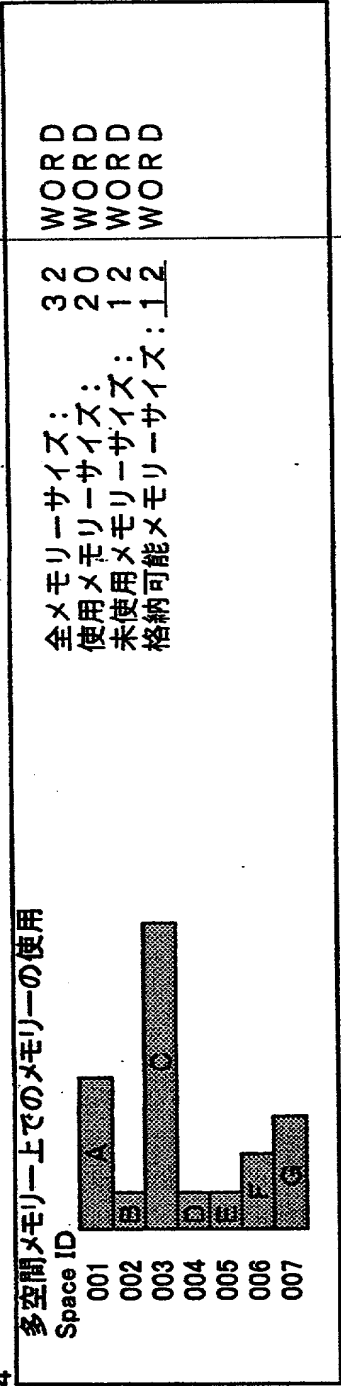 4
多空間メモリー上でのメモリーの使用
Space ID
001 A
002 B
003 C
004 D
005 E
006 F
007 G
全メモリーサイズ: 32 WORD
使用メモリーサイズ: 20 WORD
未使用メモリーサイズ: 12 WORD
格納可能メモリーサイズ: 12 WORD